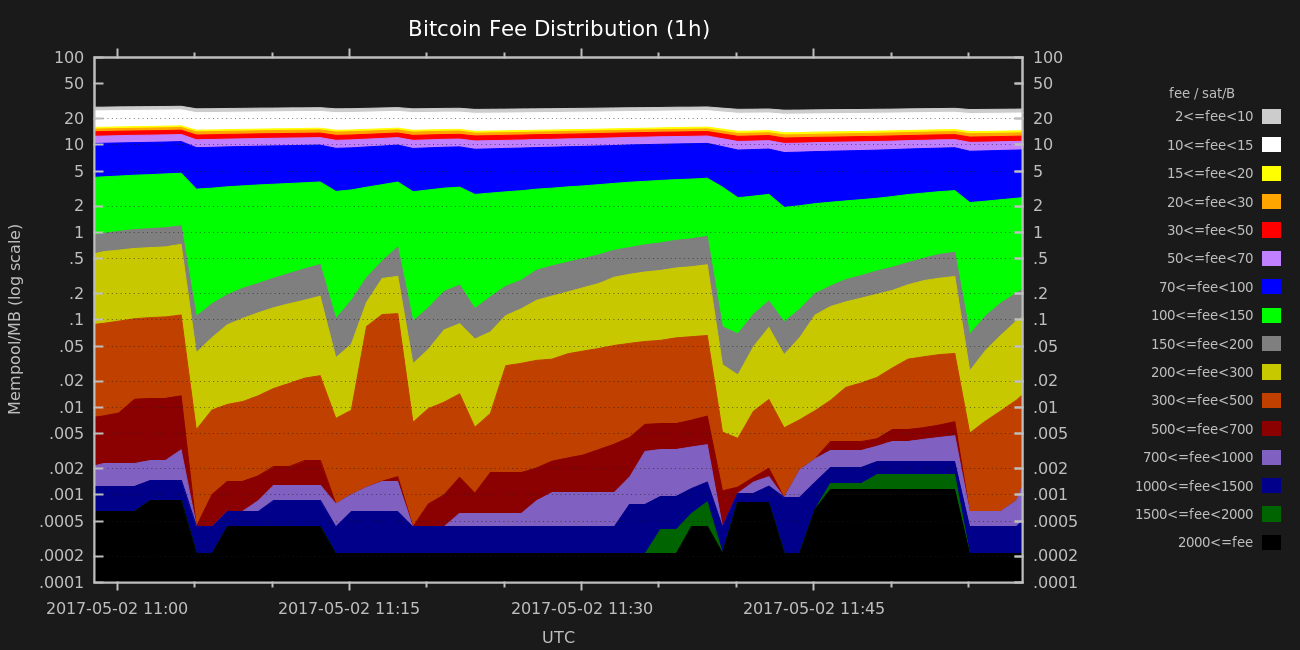 Bitcoin Fee Distribution (1h)
Mempool/MB (log scale)
100
50
20
10
5
2
1
.5
.2
.1
.05
.02
.01
.005
.002
.001
.0005
.0002
.0001
100
50
20
10
5
2
1
.5
.2
.1
.05
.02
.01
.005
.002
.001
.0005
.0002
.0001
2017-05-02 11:00 2017-05-02 11:15 2017-05-02 11:30 2017-05-02 11:45
UTC
fee / sat/B
2<=fee<10
10<=fee<15
15<=fee<20
20<=fee<30
30<=fee<50
50<=fee<70
70<=fee<100
100<=fee<150
150<=fee<200
200<=fee<300
300<=fee<500
500<=fee<700
700<=fee<1000
1000<=fee<1500
1500<=fee<2000
2000<=fee